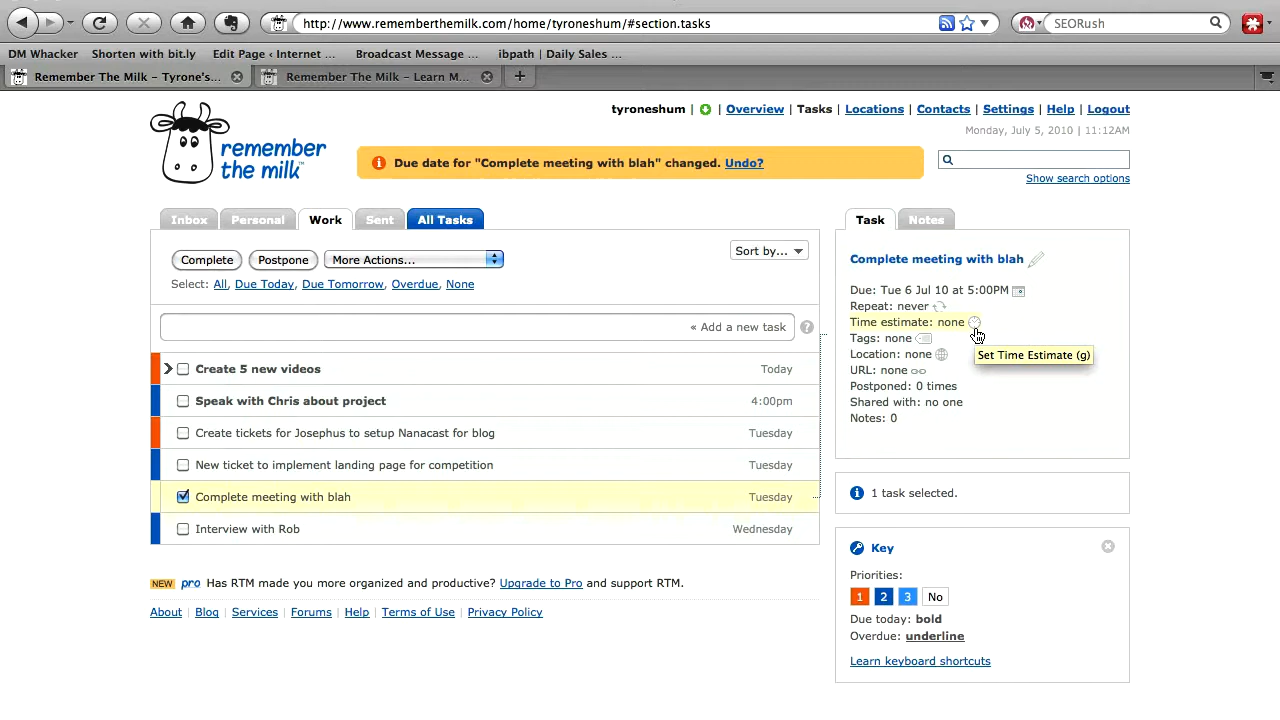 http://www.rememberthemilk.com/home/tyroneshum/#section.tasks
SEORush
DM Whacker Shorten with bit.ly Edit Page ‹ Internet ... Broadcast Message ... ibpath | Daily Sales ...
Remember The Milk – Tyrone's... Remember The Milk – Learn M...
tyroneshum | Overview | Tasks | Locations | Contacts | Settings | Help | Logout
Monday, July 5, 2010 | 11:12AM
remember the milk™
Due date for "Complete meeting with blah" changed. Undo?
Show search options
Inbox Personal Work Sent All Tasks
Complete Postpone More Actions... Sort by...
Select: All, Due Today, Due Tomorrow, Overdue, None
« Add a new task ?
Create 5 new videos Today
Speak with Chris about project 4:00pm
Create tickets for Josephus to setup Nanacast for blog Tuesday
New ticket to implement landing page for competition Tuesday
Complete meeting with blah Tuesday
Interview with Rob Wednesday
NEW pro Has RTM made you more organized and productive? Upgrade to Pro and support RTM.
About | Blog | Services | Forums | Help | Terms of Use | Privacy Policy
Task Notes
Complete meeting with blah
Due: Tue 6 Jul 10 at 5:00PM
Repeat: never
Time estimate: none
Tags: none
Location: none
Set Time Estimate (g)
URL: none
Postponed: 0 times
Shared with: no one
Notes: 0
1 task selected.
Key
Priorities:
1 2 3 No
Due today: bold
Overdue: underline
Learn keyboard shortcuts